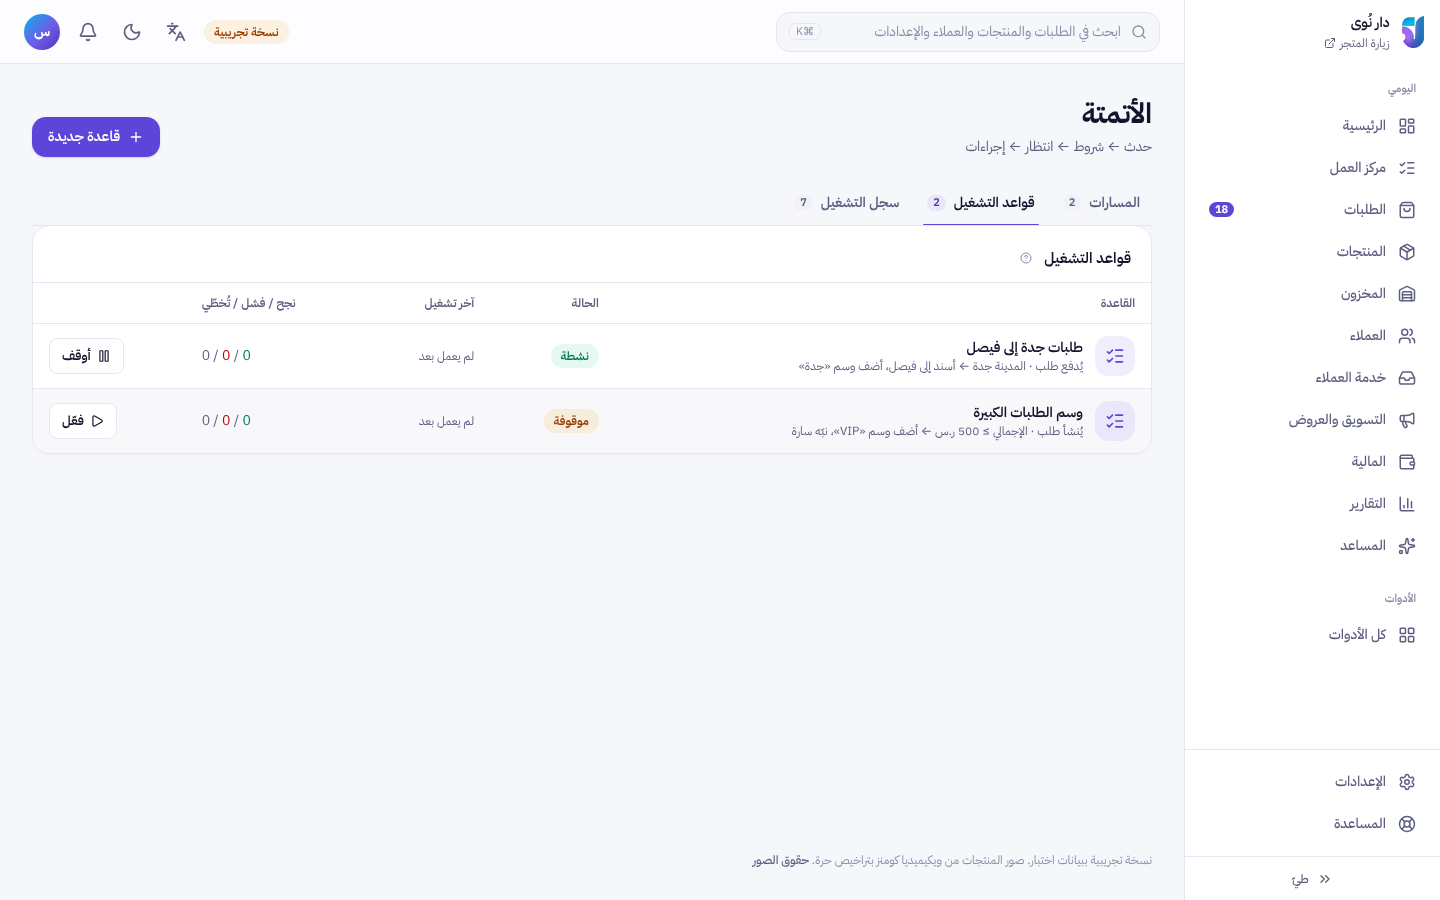 دار نُوى
زيارة المتجر
اليومي
الرئيسية
مركز العمل
الطلبات 18
المنتجات
المخزون
العملاء
خدمة العملاء
التسويق والعروض
المالية
التقارير
المساعد
الأدوات
كل الأدوات
الإعدادات
المساعدة
طيّ
ابحث في الطلبات والمنتجات والعملاء والإعدادات ⌘K
نسخة تجريبية
س
الأتمتة
حدث ← شروط ← انتظار ← إجراءات
قاعدة جديدة
المسارات 2
قواعد التشغيل 2
سجل التشغيل 7
قواعد التشغيل
القاعدة الحالة آخر تشغيل نجح / فشل / تُخطّي
طلبات جدة إلى فيصل
يُدفع طلب · المدينة جدة ← أسند إلى فيصل، أضف وسم «جدة»
نشطة لم يعمل بعد 0 / 0 / 0 أوقف
وسم الطلبات الكبيرة
يُنشأ طلب · الإجمالي ≥ 500 ر.س ← أضف وسم «VIP»، نبّه سارة
موقوفة لم يعمل بعد 0 / 0 / 0 فعّل
نسخة تجريبية ببيانات اختبار. صور المنتجات من ويكيميديا كومنز بتراخيص حرة. حقوق الصور